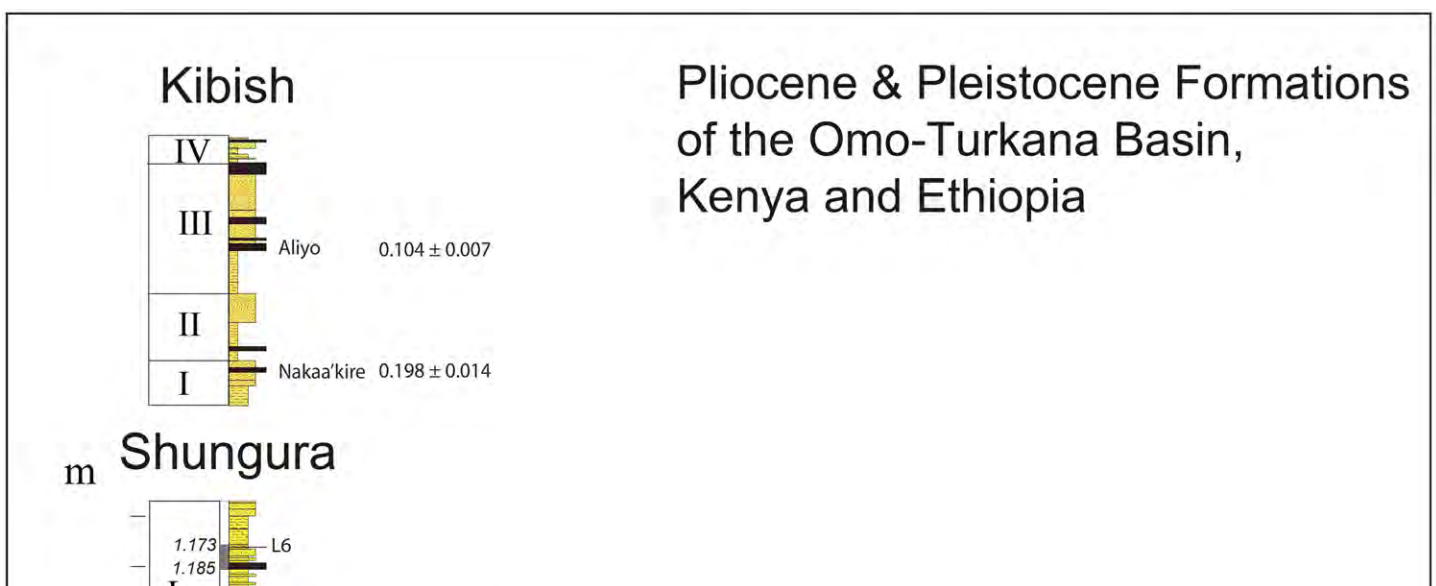 Kibish
Pliocene & Pleistocene Formations
of the Omo-Turkana Basin,
Kenya and Ethiopia
IV
III
Aliyo 0.104 ± 0.007
II
Nakaa'kire 0.198 ± 0.014
I
m Shungura
1.173 L6
1.185